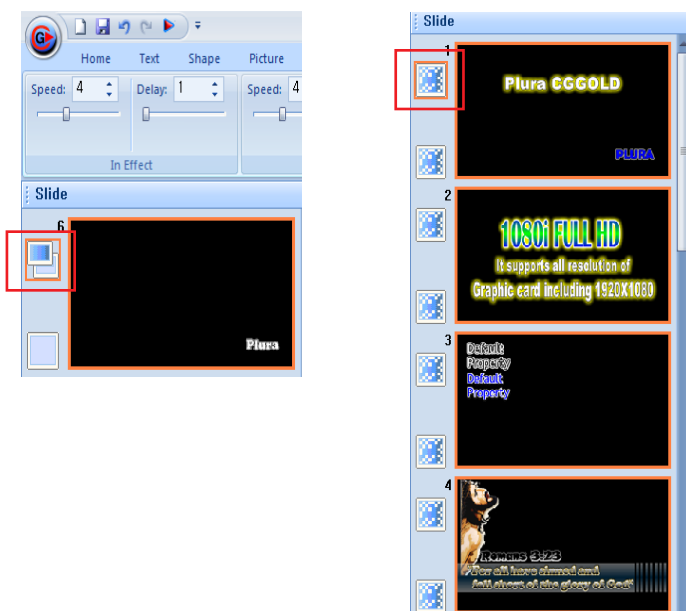 G
Home Text Shape Picture
Speed: 4 Delay: 1 Speed: 4
In Effect
Slide
6
Plura
Slide
1
Plura CGGOLD
PLURA
2
1080i FULL HD
It supports all resolution of
Graphic card including 1920X1080
3
Default
Property
Default
Property
4
Romans 3:23
For all have sinned and
fall short of the glory of God"